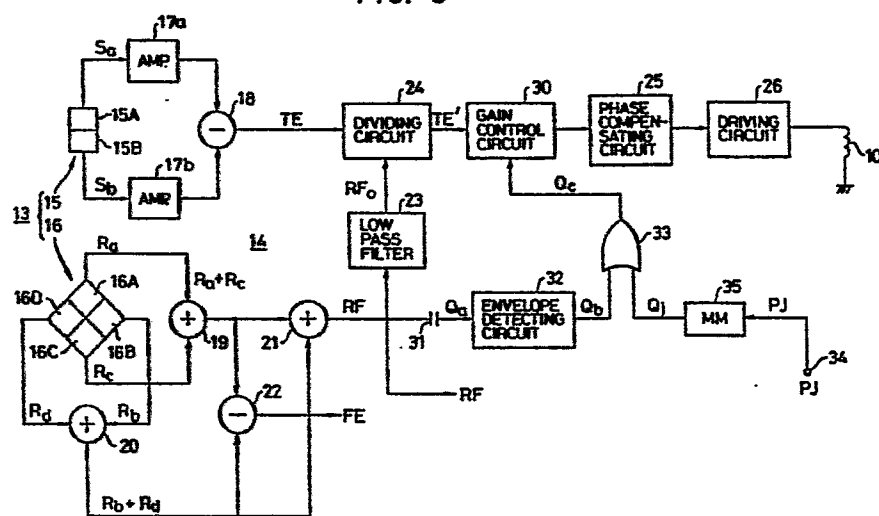 17a
Sa
AMP.
18
15A
15B
TE
24
DIVIDING
CIRCUIT
TE'
30
GAIN
CONTROL
CIRCUIT
25
PHASE
COMPEN-
SATING
CIRCUIT
26
DRIVING
CIRCUIT
10
Sb
AMP.
17b
13
15
16
14
RFo
23
LOW
PASS
FILTER
Qc
33
Ra
Ra+Rc
16D
16A
16C
16B
Rc
19
21
RF
31
Qa
32
ENVELOPE
DETECTING
CIRCUIT
Qb
Qj
35
MM
PJ
34
PJ
RF
22
FE
Rd
Rb
20
Rb+Rd